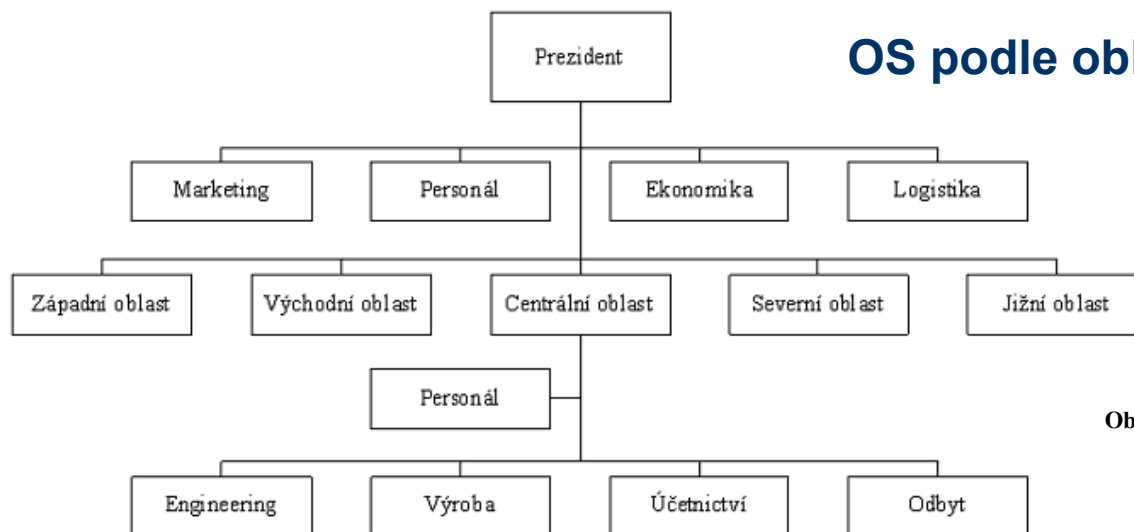 Prezident
OS podle obl
Marketing
Personál
Ekonomika
Logistika
Západní oblast
Východní oblast
Centrální oblast
Severní oblast
Jižní oblast
Personál
Ob
Engineering
Výroba
Účetnictví
Odbyt